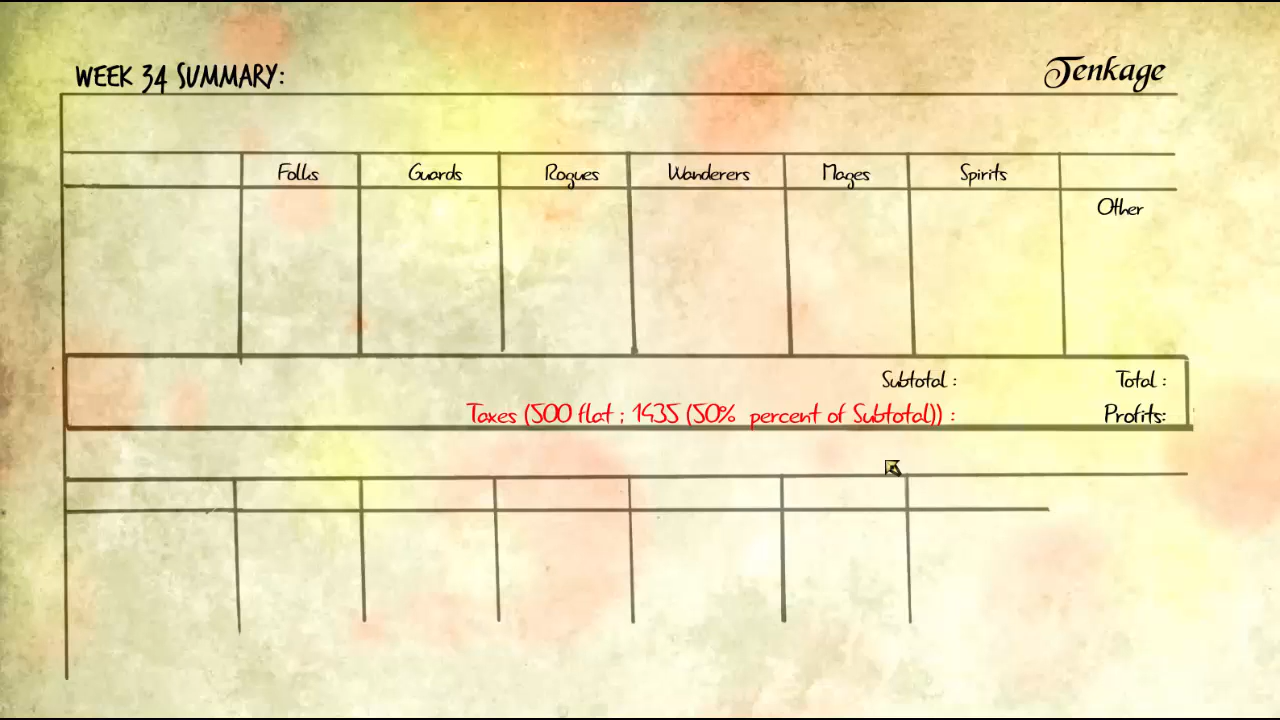 WEEK 34 SUMMARY:
Tenkage
Folks Guards Rogues Wanderers Mages Spirits
Other
Subtotal : Total :
Taxes (500 flat ; 1435 (50% percent of Subtotal)) : Profits: